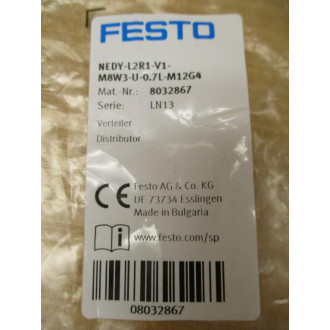 FESTO
NEDY-L2R1-V1-
M8W3-U-0.7L-M12G4
Mat.-Nr.: 8032867
Serie: LN13
Verteiler
Distributor
CE Festo AG & Co. KG
DE-73734 Esslingen
Made in Bulgaria
i www.festo.com/sp
08032867